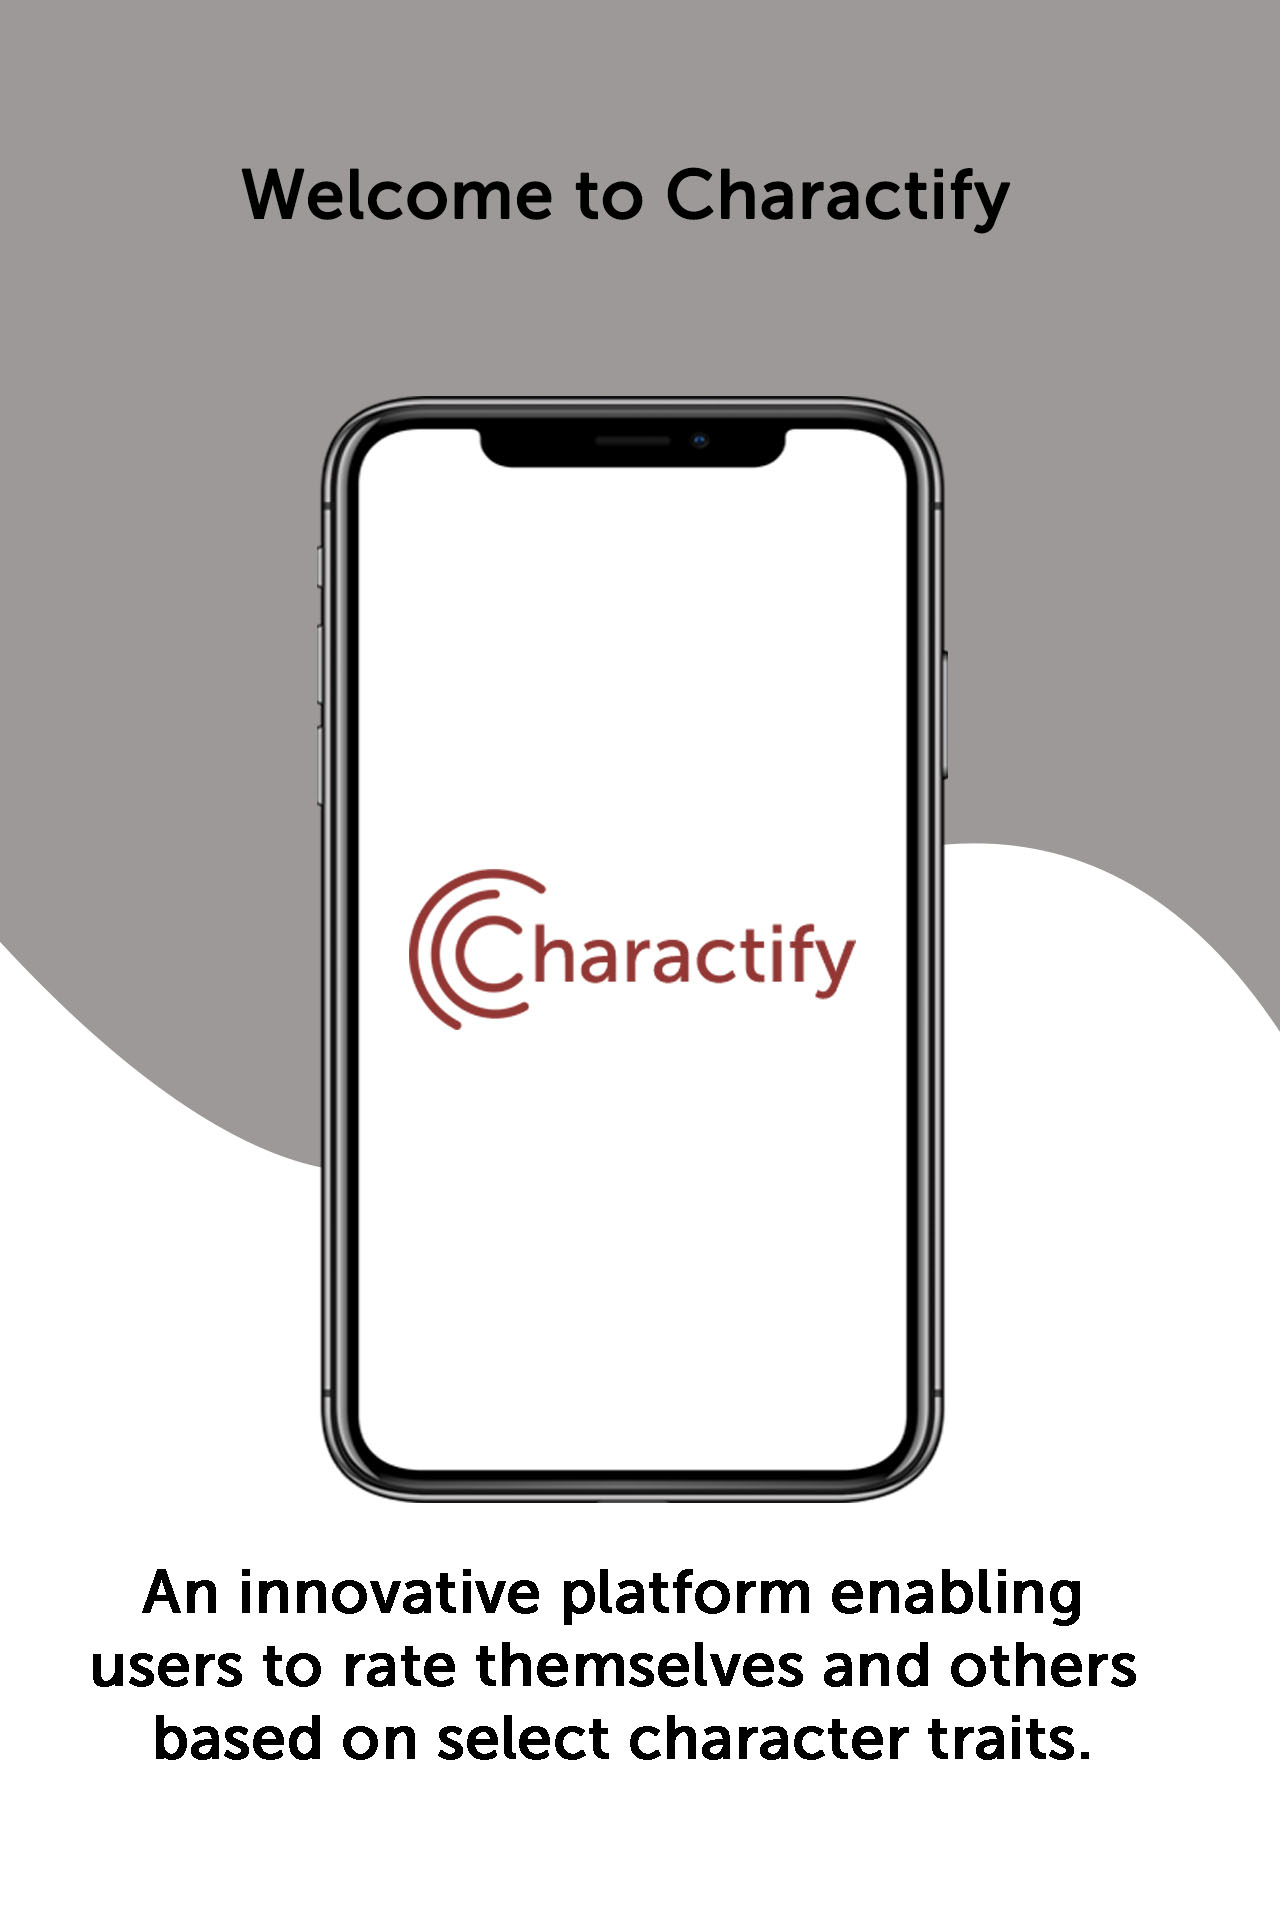 Welcome to Charactify
Charactify
An innovative platform enabling
users to rate themselves and others
based on select character traits.